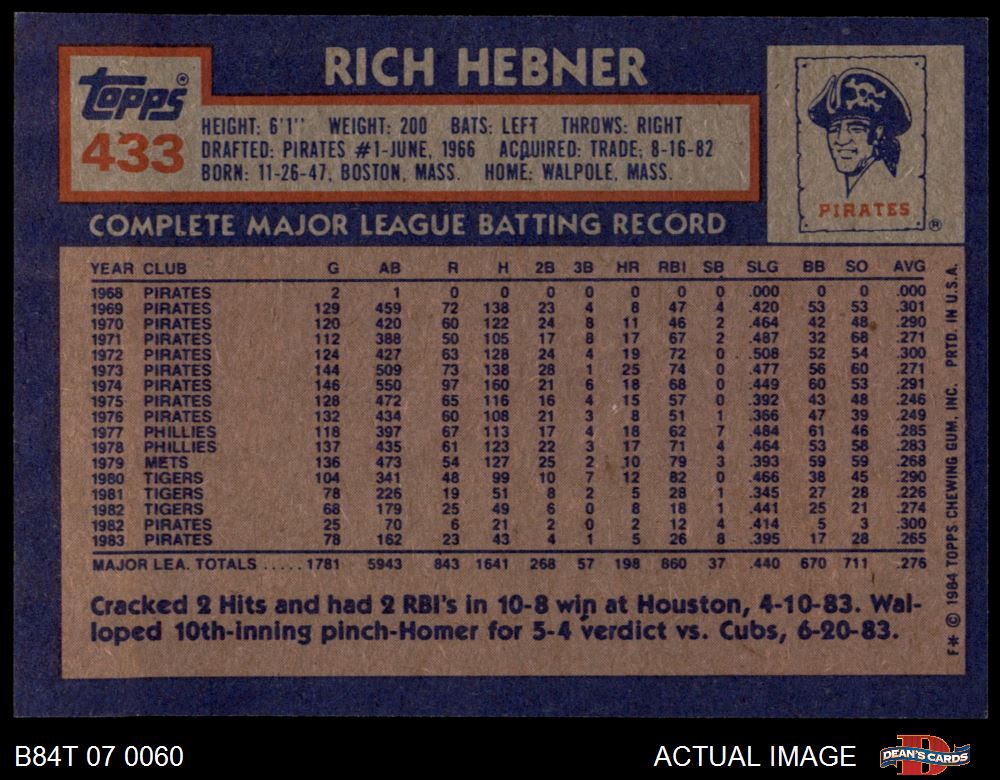 RICH HEBNER
Topps®
433
HEIGHT: 6'1" WEIGHT: 200 BATS: LEFT THROWS: RIGHT
DRAFTED: PIRATES #1-JUNE, 1966 ACQUIRED: TRADE, 8-16-82
BORN: 11-26-47, BOSTON, MASS. HOME: WALPOLE, MASS.
PIRATES ®
COMPLETE MAJOR LEAGUE BATTING RECORD
YEAR CLUB G AB R H 2B 3B HR RBI SB SLG BB SO AVG
1968 PIRATES 2 1 0 0 0 0 0 0 0 .000 0 0 .000
1969 PIRATES 129 459 72 138 23 4 8 47 4 .420 53 53 .301
1970 PIRATES 120 420 60 122 24 8 11 46 2 .464 42 48 .290
1971 PIRATES 112 388 50 105 17 8 17 67 2 .487 32 68 .271
1972 PIRATES 124 427 63 128 24 4 19 72 0 .508 52 54 .300
1973 PIRATES 144 509 73 138 28 1 25 74 0 .477 56 60 .271
1974 PIRATES 146 550 97 160 21 6 18 68 0 .449 60 53 .291
1975 PIRATES 128 472 65 116 16 4 15 57 0 .392 43 48 .246
1976 PIRATES 132 434 60 108 21 3 8 51 1 .366 47 39 .249
1977 PHILLIES 118 397 67 113 17 4 18 62 7 .484 61 46 .285
1978 PHILLIES 137 435 61 123 22 3 17 71 4 .464 53 58 .283
1979 METS 136 473 54 127 25 2 10 79 3 .393 59 59 .268
1980 TIGERS 104 341 48 99 10 7 12 82 0 .466 38 45 .290
1981 TIGERS 78 226 19 51 8 2 5 28 1 .345 27 28 .226
1982 TIGERS 68 179 25 49 6 0 8 18 1 .441 25 21 .274
1982 PIRATES 25 70 6 21 2 0 2 12 4 .414 5 3 .300
1983 PIRATES 78 162 23 43 4 1 5 26 8 .395 17 28 .265
MAJOR LEA. TOTALS .....1781 5943 843 1641 268 57 198 860 37 .440 670 711 .276
Cracked 2 Hits and had 2 RBI's in 10-8 win at Houston, 4-10-83. Wal-
loped 10th-inning pinch-Homer for 5-4 verdict vs. Cubs, 6-20-83.
F* © 1984 TOPPS CHEWING GUM, INC. PRTD. IN U.S.A.
B84T 07 0060
ACTUAL IMAGE
DEAN'S CARDS